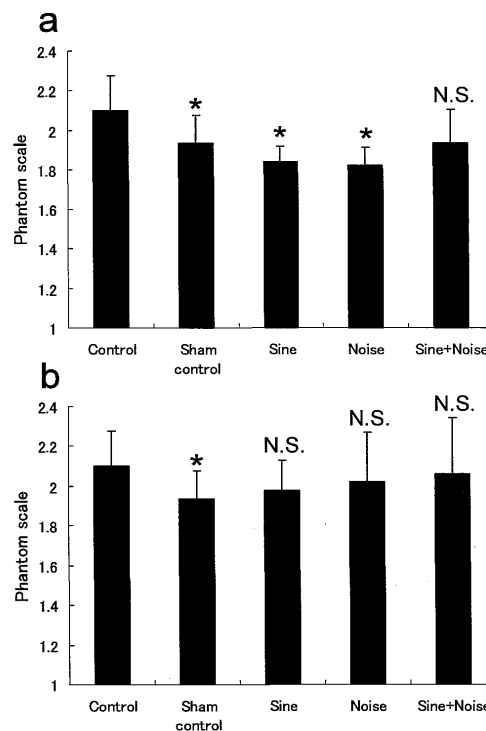 a
2.4
2.2
2
1.8
1.6
1.4
1.2
1
Phantom scale
* * * N.S.
Control Sham control Sine Noise Sine+Noise
b
2.4
2.2
2
1.8
1.6
1.4
1.2
1
Phantom scale
* N.S. N.S. N.S.
Control Sham control Sine Noise Sine+Noise